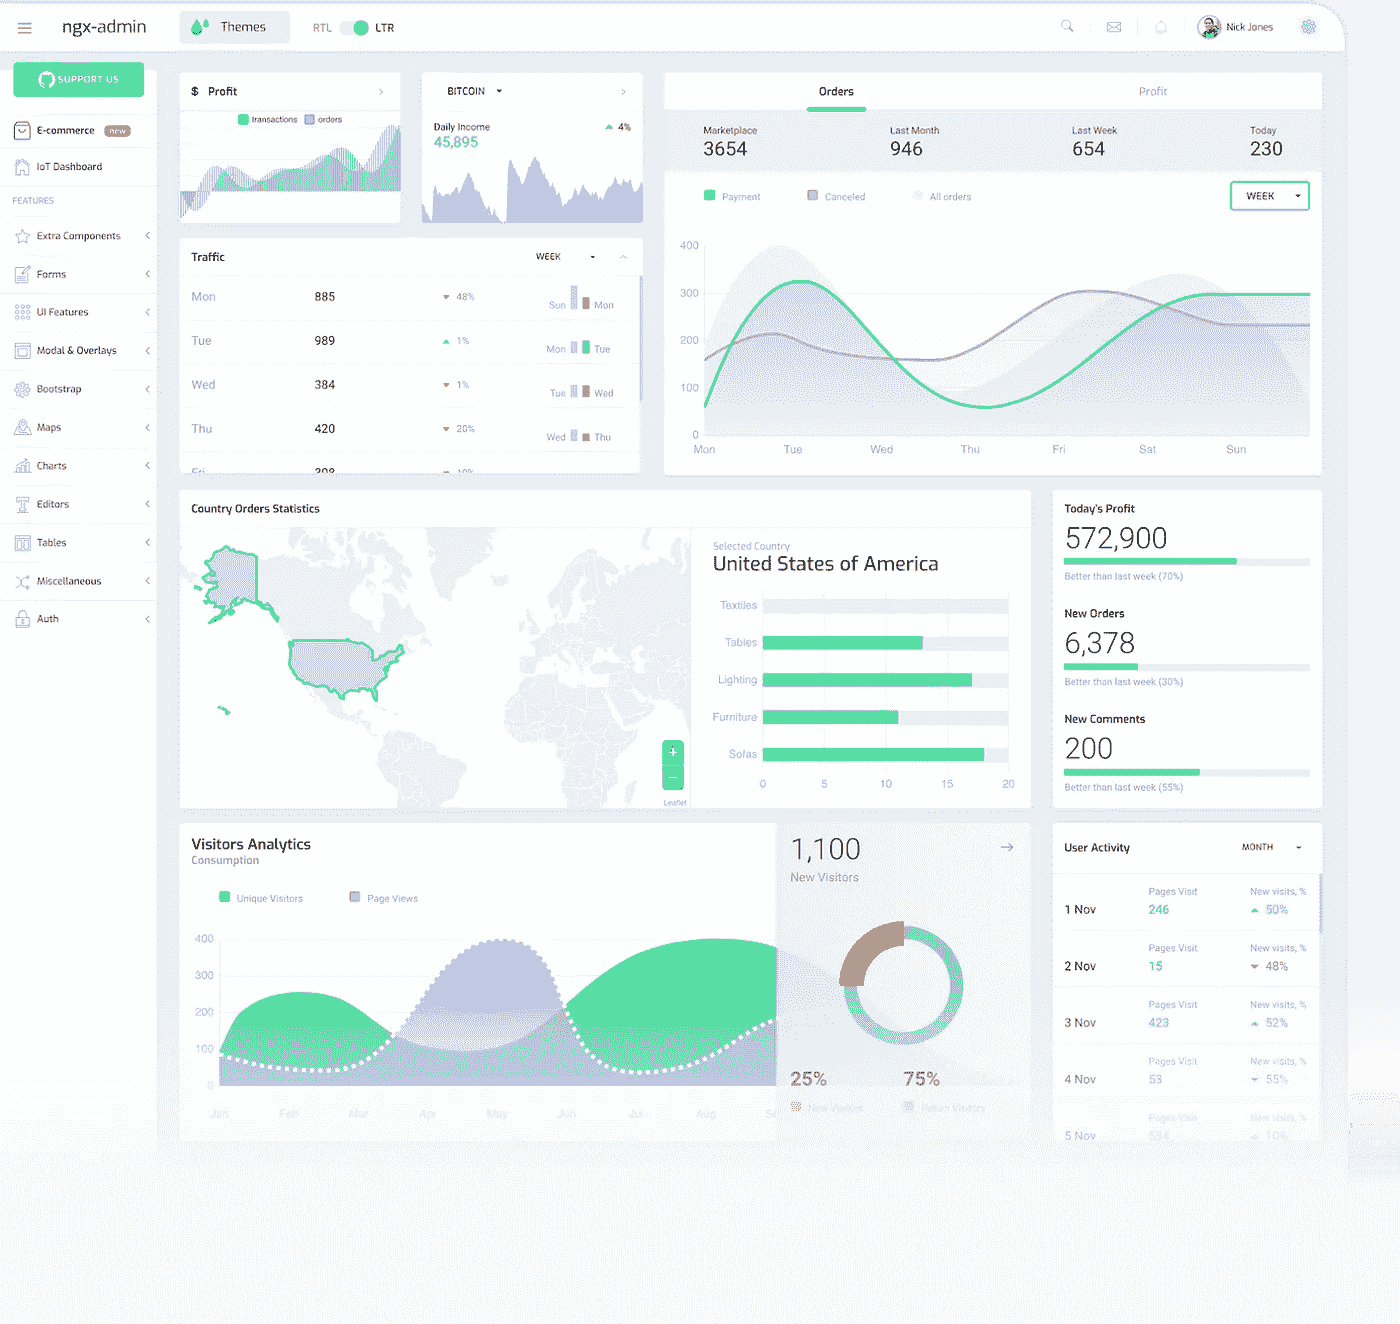 ngx-admin
Themes
RTL LTR
Nick Jones
SUPPORT US
E-commerce new
IoT Dashboard
FEATURES
Extra Components
Forms
UI Features
Modal & Overlays
Bootstrap
Maps
Charts
Editors
Tables
Miscellaneous
Auth
$ Profit
transactions orders
BITCOIN
Daily Income 4%
45,895
Orders Profit
Marketplace Last Month Last Week Today
3654 946 654 230
Payment Canceled All orders WEEK
400
300
200
100
0
Mon Tue Wed Thu Fri Sat Sun
Traffic WEEK
Mon 885 48% Sun Mon
Tue 989 1% Mon Tue
Wed 384 1% Tue Wed
Thu 420 20% Wed Thu
Fri 308 10%
Country Orders Statistics
Selected Country
United States of America
Textiles
Tables
Lighting
Furniture
Sofas
0 5 10 15 20
+
−
Leaflet
Today's Profit
572,900
Better than last week (70%)
New Orders
6,378
Better than last week (30%)
New Comments
200
Better than last week (55%)
Visitors Analytics
Consumption
Unique Visitors Page Views
400
300
200
100
0
Jan Feb Mar Apr May Jun Jul Aug
1,100
New Visitors
25% 75%
New Visitors Return Visitors
User Activity MONTH
Pages Visit New visits, %
1 Nov 246 50%
Pages Visit New visits, %
2 Nov 15 48%
Pages Visit New visits, %
3 Nov 423 52%
Pages Visit New visits, %
4 Nov 53 55%
Pages Visit New visits, %
5 Nov 534 10%